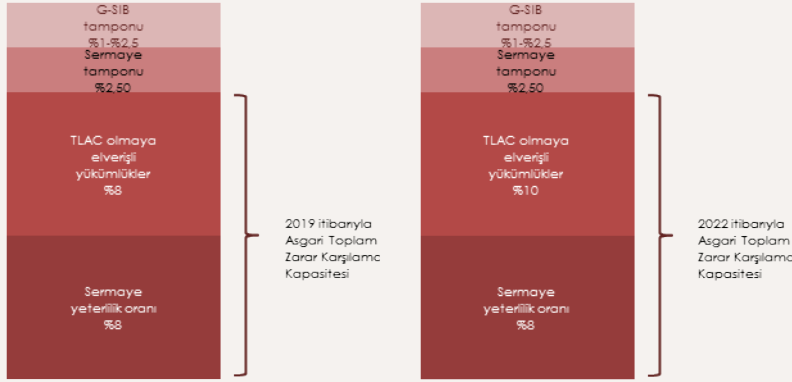 G-SIB
tamponu
%1-%2,5
Sermaye
tamponu
%2,50
TLAC olmaya
elverişli
yükümlükler
%8
Sermaye
yeterlilik oranı
%8
2019 itibarıyla
Asgari Toplam
Zarar Karşılama
Kapasitesi
G-SIB
tamponu
%1-%2,5
Sermaye
tamponu
%2,50
TLAC olmaya
elverişli
yükümlükler
%10
Sermaye
yeterlilik oranı
%8
2022 itibarıyla
Asgari Toplam
Zarar Karşılama
Kapasitesi